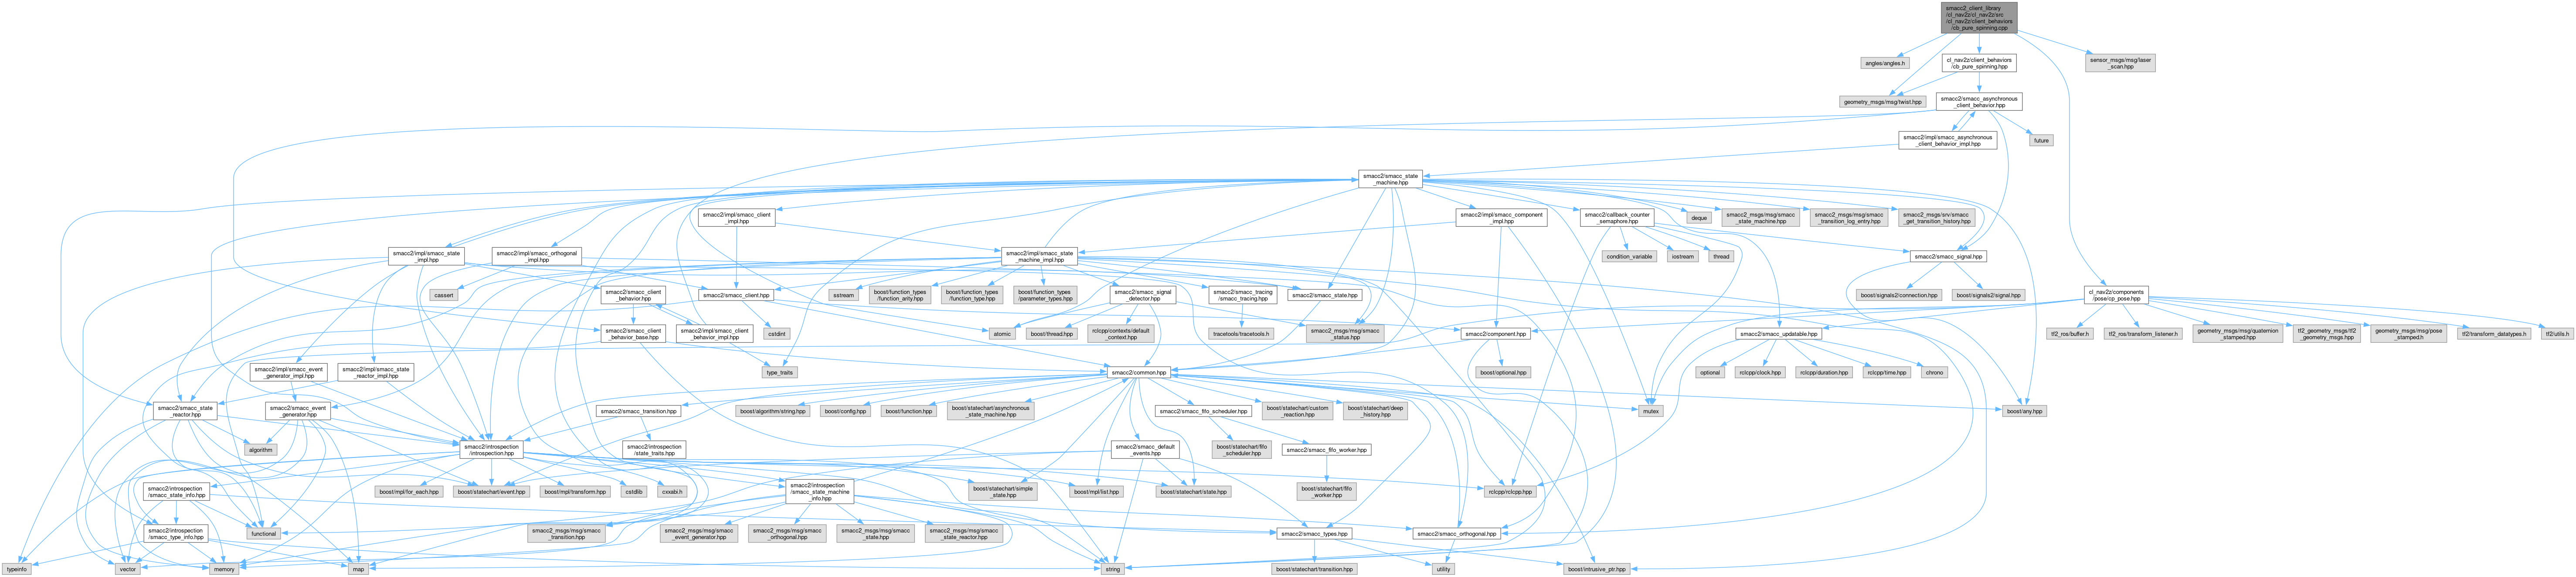 smacc2_client_library
/cl_nav2z/cl_nav2z/src
/cl_nav2z/client_behaviors
/cb_pure_spinning.cpp
angles/angles.h
cl_nav2z/client_behaviors
/cb_pure_spinning.hpp
sensor_msgs/msg/laser
_scan.hpp
geometry_msgs/msg/twist.hpp
smacc2/smacc_asynchronous
_client_behavior.hpp
smacc2/impl/smacc_asynchronous
_client_behavior_impl.hpp
future
smacc2/smacc_state
_machine.hpp
smacc2/impl/smacc_client
_impl.hpp
smacc2/impl/smacc_component
_impl.hpp
smacc2/callback_counter
_semaphore.hpp
deque
smacc2_msgs/msg/smacc
_state_machine.hpp
smacc2_msgs/msg/smacc
_transition_log_entry.hpp
smacc2_msgs/srv/smacc
_get_transition_history.hpp
smacc2/impl/smacc_state
_impl.hpp
smacc2/impl/smacc_orthogonal
_impl.hpp
smacc2/impl/smacc_state
_machine_impl.hpp
condition_variable
iostream
thread
smacc2/smacc_signal.hpp
cassert
smacc2/smacc_client
_behavior.hpp
smacc2/smacc_client.hpp
sstream
boost/function_types
/function_arity.hpp
boost/function_types
/function_type.hpp
boost/function_types
/parameter_types.hpp
smacc2/smacc_signal
_detector.hpp
smacc2/smacc_tracing
/smacc_tracing.hpp
smacc2/smacc_state.hpp
boost/signals2/connection.hpp
boost/signals2/signal.hpp
cl_nav2z/components
/pose/cp_pose.hpp
smacc2/smacc_client
_behavior_base.hpp
smacc2/impl/smacc_client
_behavior_impl.hpp
cstdint
atomic
boost/thread.hpp
rclcpp/contexts/default
_context.hpp
tracetools/tracetools.h
smacc2_msgs/msg/smacc
_status.hpp
smacc2/component.hpp
smacc2/smacc_updatable.hpp
tf2_ros/buffer.h
tf2_ros/transform_listener.h
geometry_msgs/msg/quaternion
_stamped.hpp
tf2_geometry_msgs/tf2
_geometry_msgs.hpp
geometry_msgs/msg/pose
_stamped.h
tf2/transform_datatypes.h
tf2/utils.h
smacc2/impl/smacc_event
_generator_impl.hpp
smacc2/impl/smacc_state
_reactor_impl.hpp
type_traits
smacc2/common.hpp
boost/optional.hpp
optional
rclcpp/clock.hpp
rclcpp/duration.hpp
rclcpp/time.hpp
chrono
smacc2/smacc_state
_reactor.hpp
smacc2/smacc_event
_generator.hpp
smacc2/smacc_transition.hpp
boost/algorithm/string.hpp
boost/config.hpp
boost/function.hpp
boost/statechart/asynchronous
_state_machine.hpp
smacc2/smacc_fifo_scheduler.hpp
boost/statechart/custom
_reaction.hpp
boost/statechart/deep
_history.hpp
mutex
boost/any.hpp
algorithm
smacc2/introspection
/introspection.hpp
smacc2/introspection
/state_traits.hpp
smacc2/smacc_default
_events.hpp
boost/statechart/fifo
_scheduler.hpp
smacc2/smacc_fifo_worker.hpp
smacc2/introspection
/smacc_state_info.hpp
boost/mpl/for_each.hpp
boost/statechart/event.hpp
boost/mpl/transform.hpp
cstdlib
cxxabi.h
smacc2/introspection
/smacc_state_machine
_info.hpp
boost/statechart/simple
_state.hpp
boost/mpl/list.hpp
boost/statechart/state.hpp
boost/statechart/fifo
_worker.hpp
rclcpp/rclcpp.hpp
smacc2/introspection
/smacc_type_info.hpp
functional
smacc2_msgs/msg/smacc
_transition.hpp
smacc2_msgs/msg/smacc
_event_generator.hpp
smacc2_msgs/msg/smacc
_orthogonal.hpp
smacc2_msgs/msg/smacc
_state.hpp
smacc2_msgs/msg/smacc
_state_reactor.hpp
smacc2/smacc_types.hpp
smacc2/smacc_orthogonal.hpp
typeinfo
vector
memory
map
string
boost/statechart/transition.hpp
utility
boost/intrusive_ptr.hpp